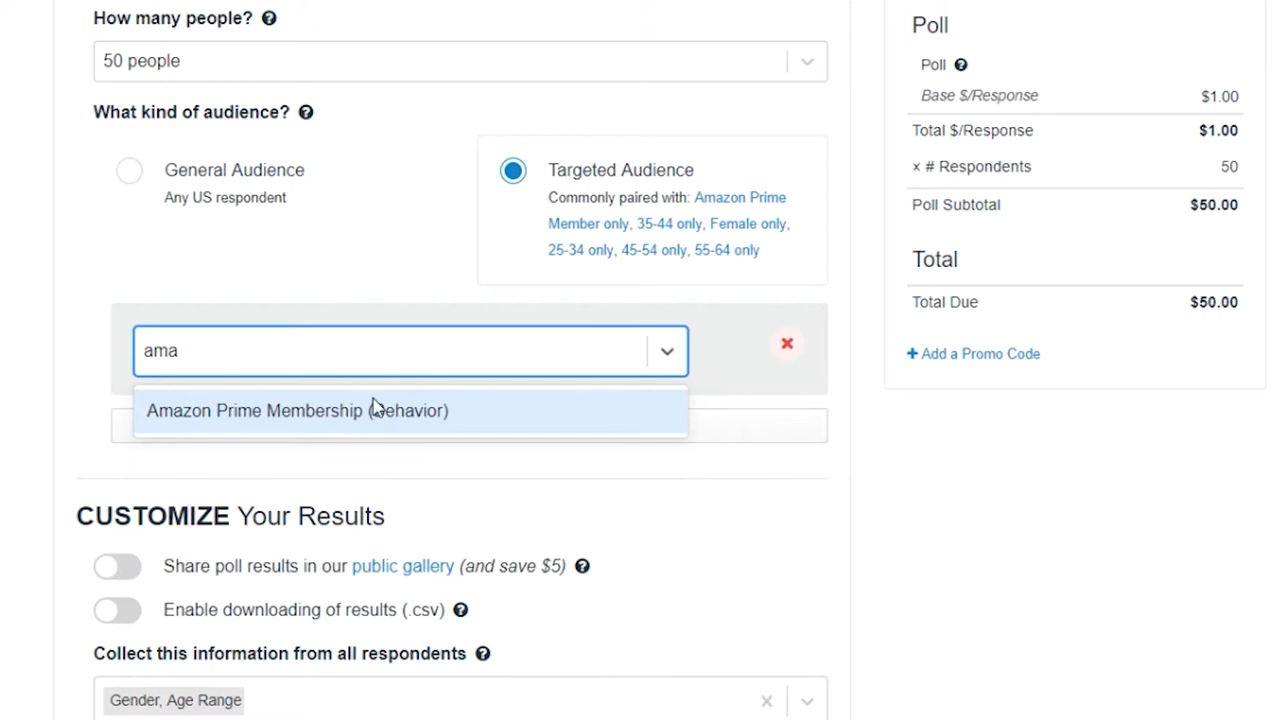 How many people?
50 people
What kind of audience?
General Audience
Any US respondent
Targeted Audience
Commonly paired with: Amazon Prime
Member only, 35-44 only, Female only,
25-34 only, 45-54 only, 55-64 only
ama
Amazon Prime Membership (behavior)
CUSTOMIZE Your Results
Share poll results in our public gallery (and save $5)
Enable downloading of results (.csv)
Collect this information from all respondents
Gender, Age Range
Poll
Poll
Base $/Response $1.00
Total $/Response $1.00
× # Respondents 50
Poll Subtotal $50.00
Total
Total Due $50.00
+ Add a Promo Code